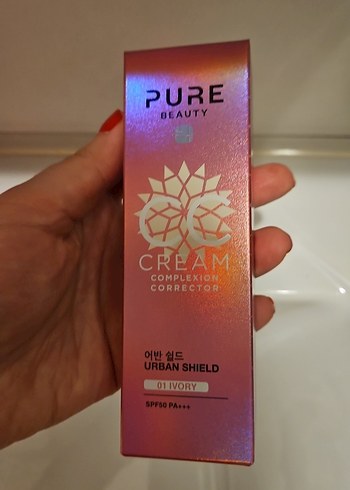 PURE
BEAUTY
CC
CREAM
COMPLEXION
CORRECTOR
어반 쉴드
URBAN SHIELD
01 IVORY
SPF50 PA+++